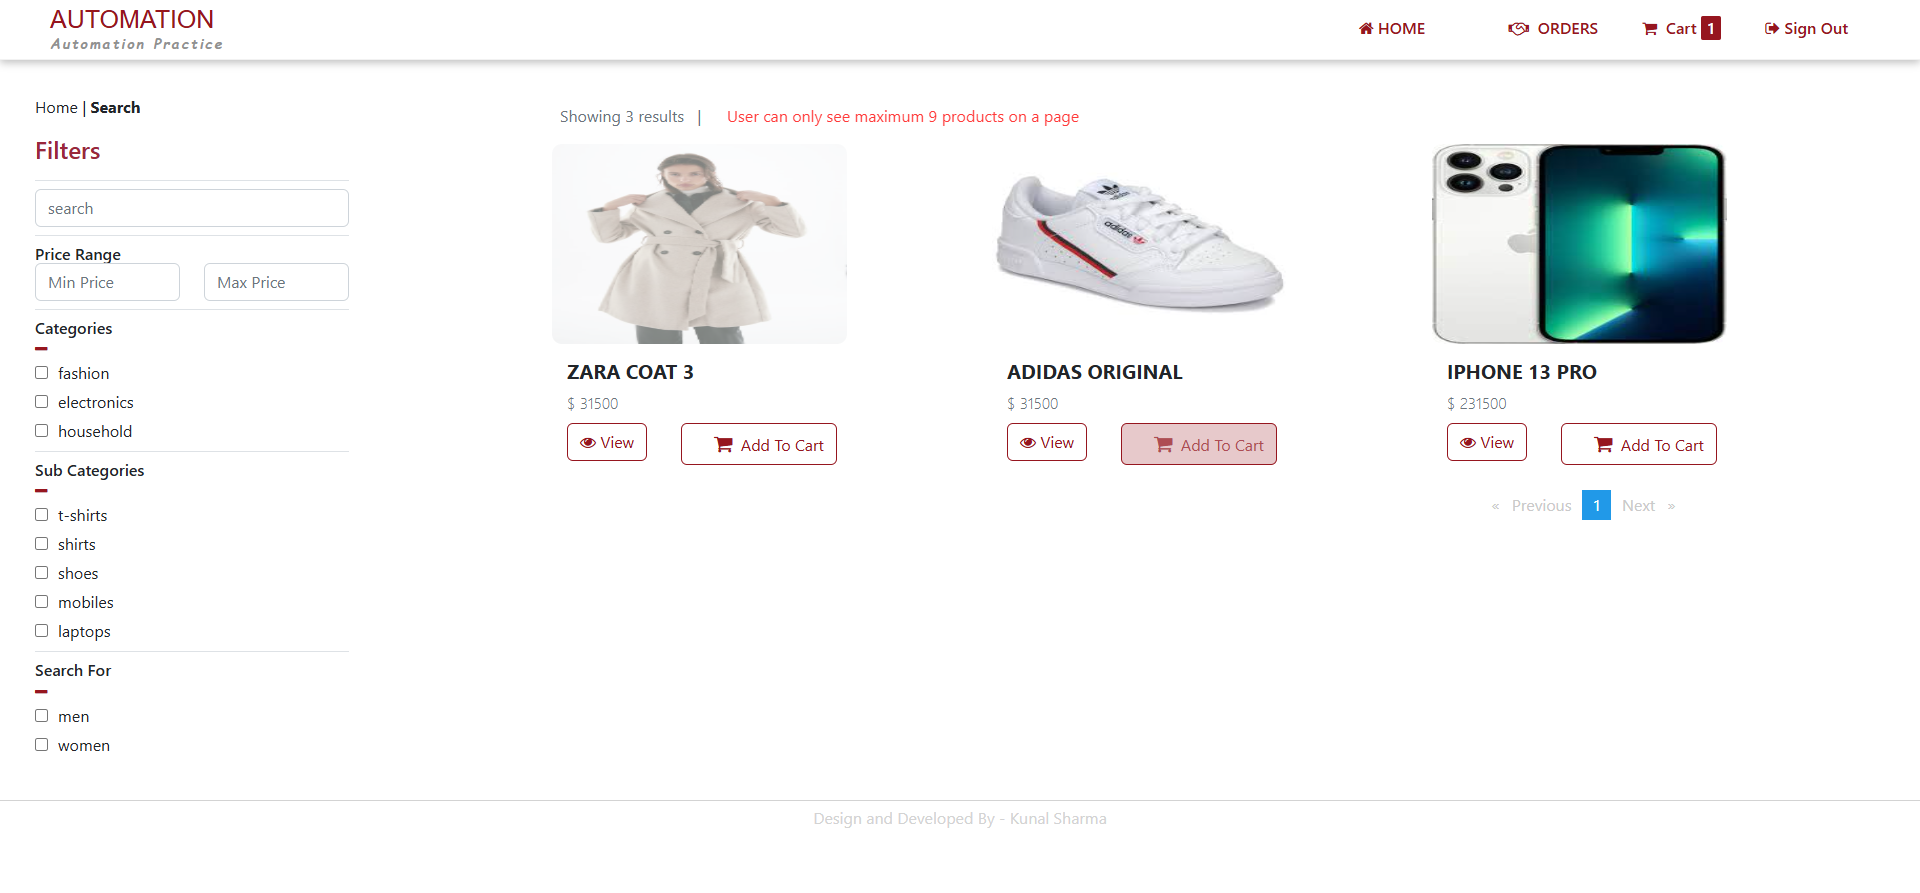 AUTOMATION
Automation Practice
HOME
ORDERS
Cart 1
Sign Out
Home | Search
Filters
search
Price Range
Min Price
Max Price
Categories
fashion
electronics
household
Sub Categories
t-shirts
shirts
shoes
mobiles
laptops
Search For
men
women
Showing 3 results |
User can only see maximum 9 products on a page
ZARA COAT 3
$ 31500
View
Add To Cart
adidas
adidas
ADIDAS ORIGINAL
$ 31500
View
Add To Cart
IPHONE 13 PRO
$ 231500
View
Add To Cart
« Previous 1 Next »
Design and Developed By - Kunal Sharma